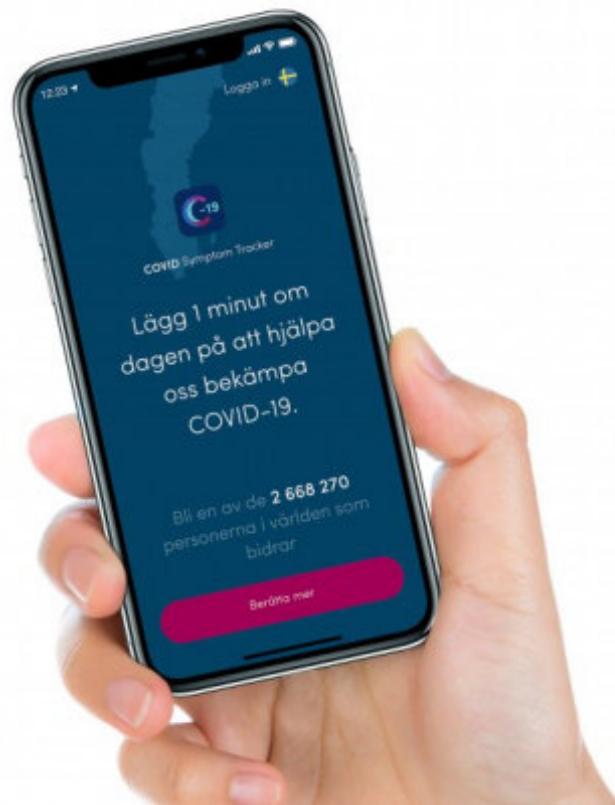 12:23
Logga in
C-19
COVID Symptom Tracker
Lägg 1 minut om
dagen på att hjälpa
oss bekämpa
COVID-19.
Bli en av de 2 668 270
personerna i världen som
bidrar
Berätta mer